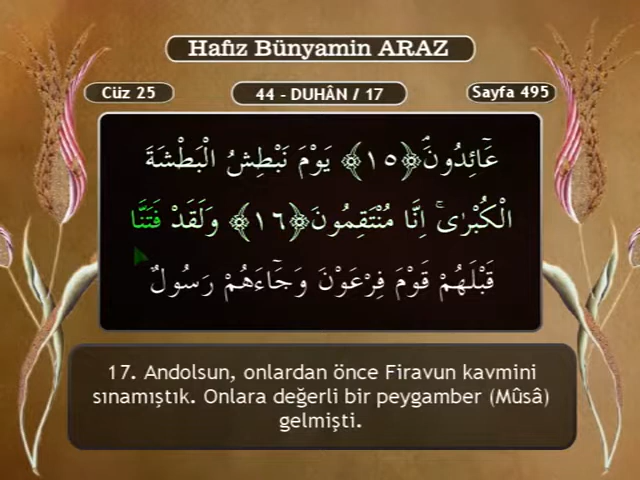 Hafız Bünyamin ARAZ
Cüz 25
44 - DUHÂN / 17
Sayfa 495
عَٓائِدُونَۢ ﴿١٥﴾ يَوْمَ نَبْطِشُ الْبَطْشَةَ
الْكُبْرٰىۚ اِنَّا مُنْتَقِمُونَ ﴿١٦﴾ وَلَقَدْ فَتَنَّا
قَبْلَهُمْ قَوْمَ فِرْعَوْنَ وَجَٓاءَهُمْ رَسُولٌ
17. Andolsun, onlardan önce Firavun kavmini
sınamıştık. Onlara değerli bir peygamber (Mûsâ)
gelmişti.